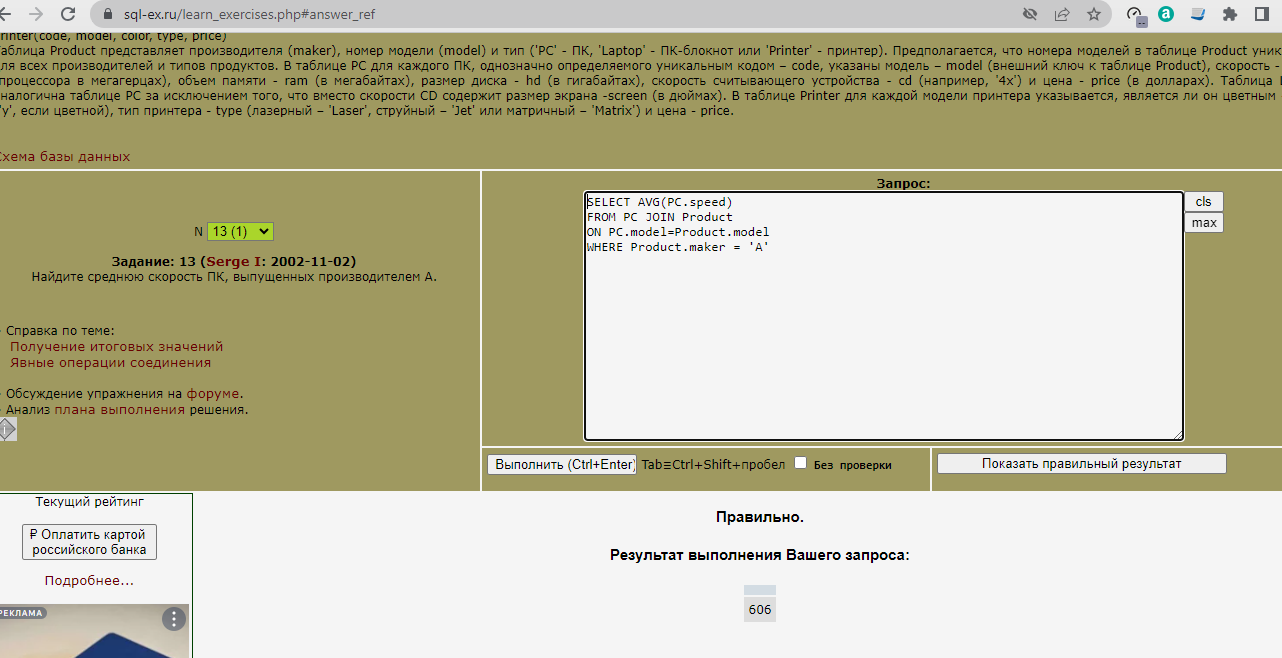 sql-ex.ru/learn_exercises.php#answer_ref
rinter(code, model, color, type, price)
Таблица Product представляет производителя (maker), номер модели (model) и тип ('PC' - ПК, 'Laptop' - ПК-блокнот или 'Printer' - принтер). Предполагается, что номера моделей в таблице Product уник
ля всех производителей и типов продуктов. В таблице PC для каждого ПК, однозначно определяемого уникальным кодом – code, указаны модель – model (внешний ключ к таблице Product), скорость -
процессора в мегагерцах), объем памяти - ram (в мегабайтах), размер диска - hd (в гигабайтах), скорость считывающего устройства - cd (например, '4x') и цена - price (в долларах). Таблица
налогична таблице PC за исключением того, что вместо скорости CD содержит размер экрана -screen (в дюймах). В таблице Printer для каждой модели принтера указывается, является ли он цветным -
'y', если цветной), тип принтера - type (лазерный – 'Laser', струйный – 'Jet' или матричный – 'Matrix') и цена - price.
Схема базы данных
Запрос:
SELECT AVG(PC.speed)
FROM PC JOIN Product
ON PC.model=Product.model
WHERE Product.maker = 'A'
cls
max
N 13 (1)
Задание: 13 (Serge I: 2002-11-02)
Найдите среднюю скорость ПК, выпущенных производителем A.
- Справка по теме:
Получение итоговых значений
Явные операции соединения
- Обсуждение упражнения на форуме.
- Анализ плана выполнения решения.
Выполнить (Ctrl+Enter) Tab≡Ctrl+Shift+пробел Без проверки
Показать правильный результат
Текущий рейтинг
₽ Оплатить картой
российского банка
Подробнее...
РЕКЛАМА
Правильно.
Результат выполнения Вашего запроса:
606